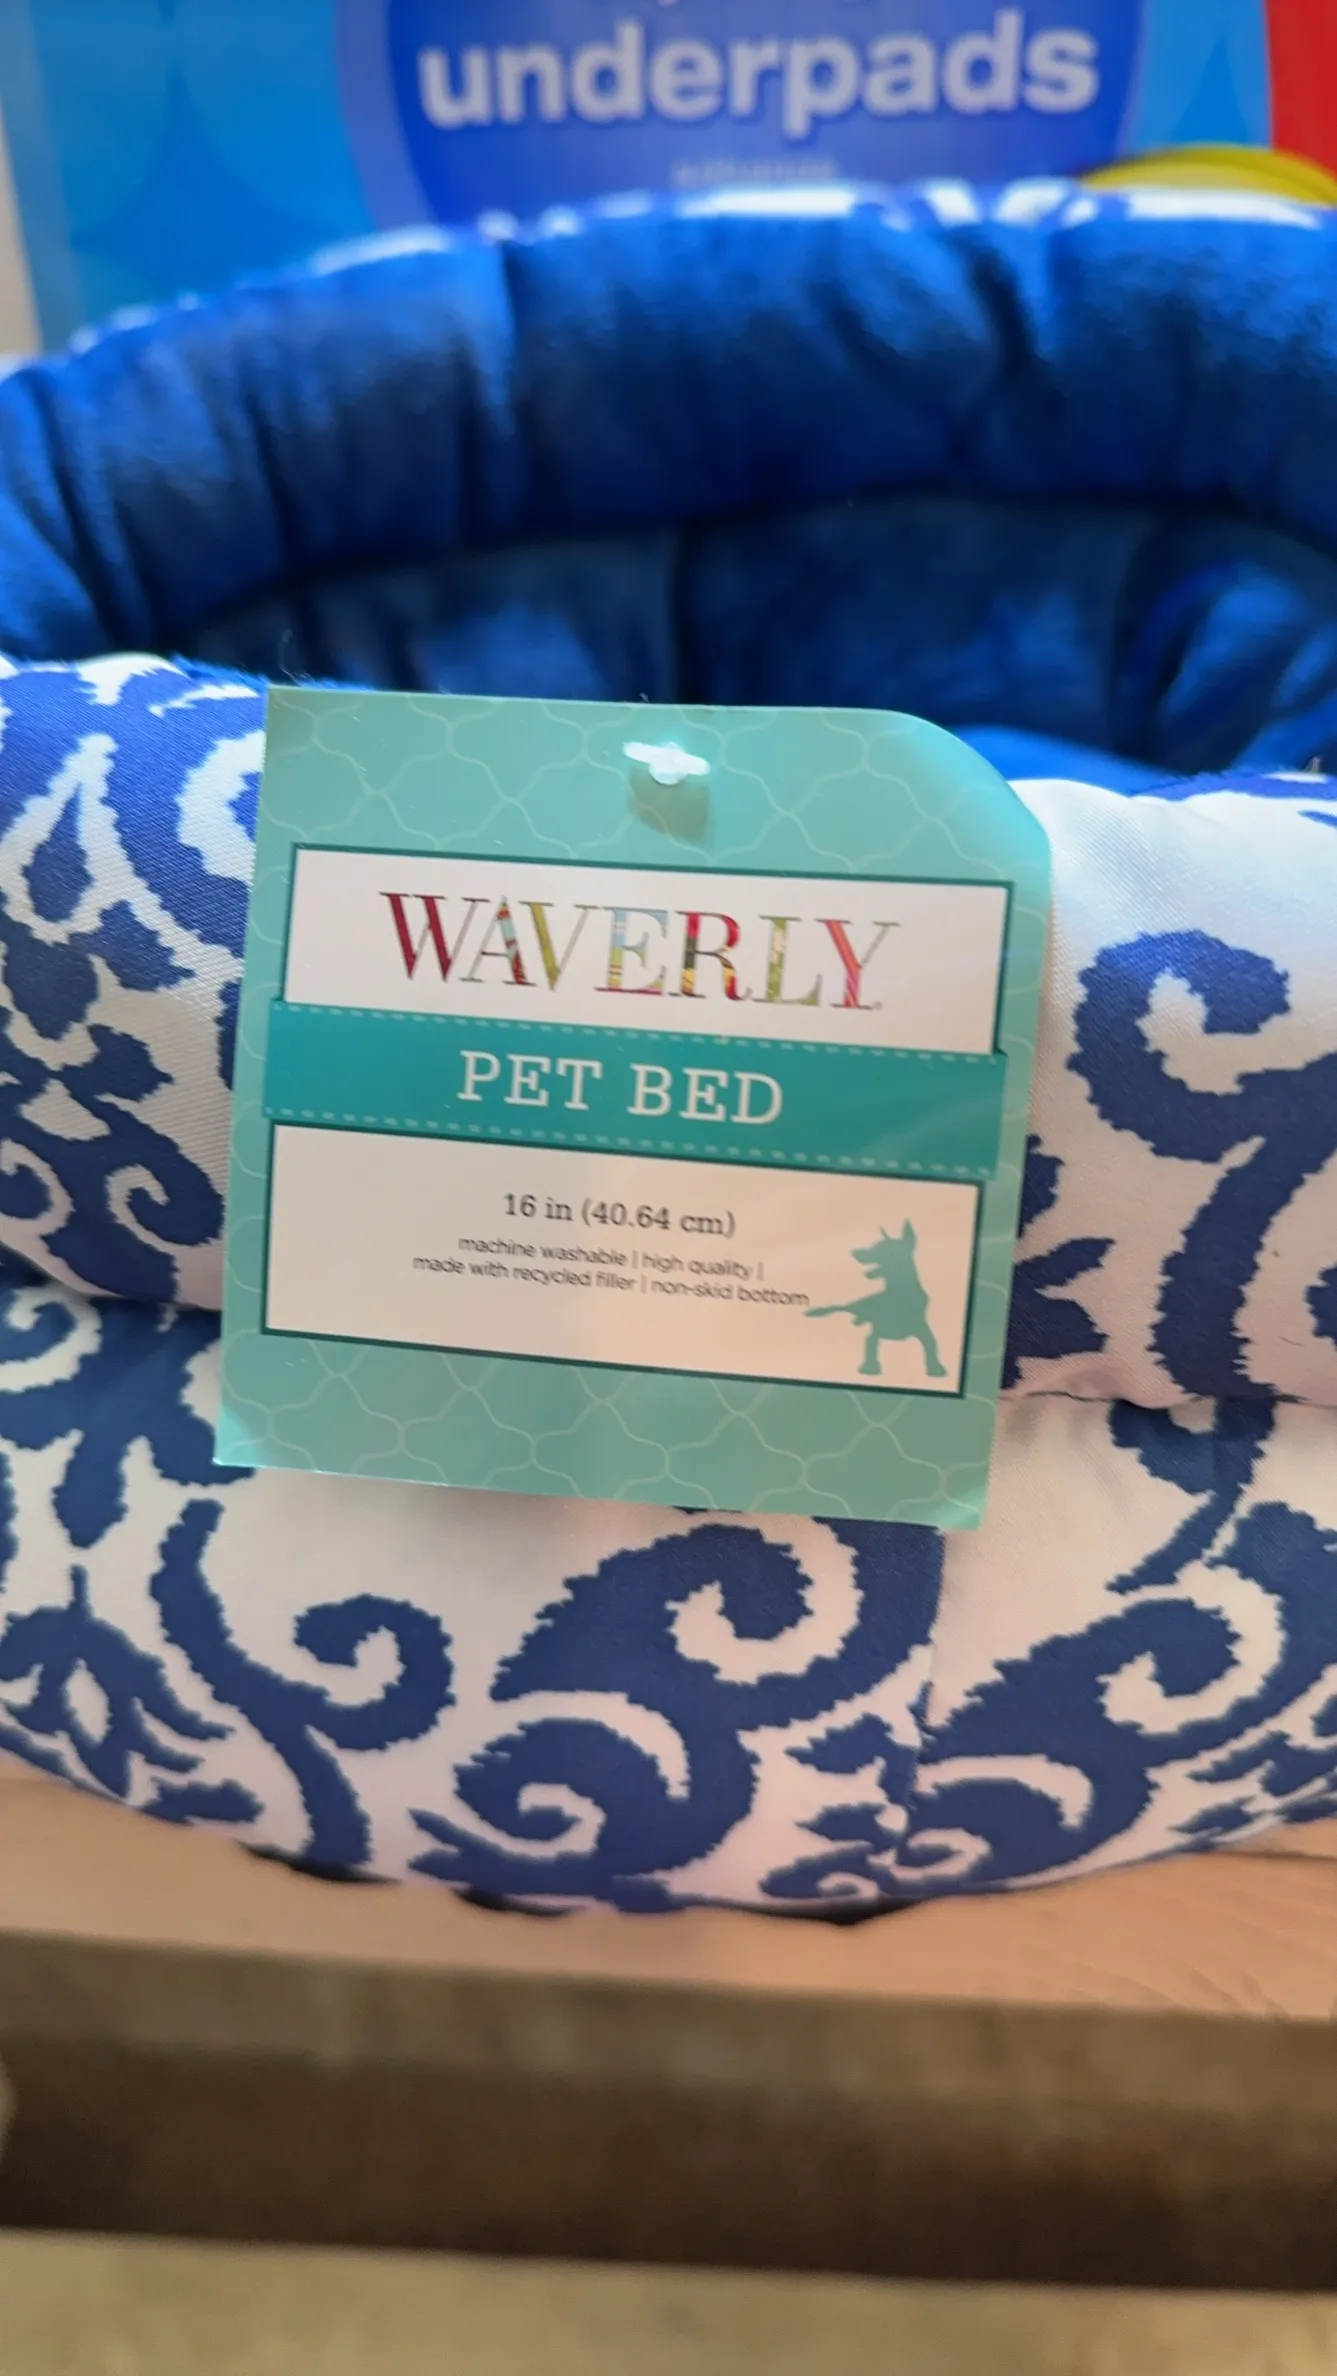 underpads
WAVERLY
PET BED
16 in (40.64 cm)
machine washable | high quality |
made with recycled filler | non-skid bottom